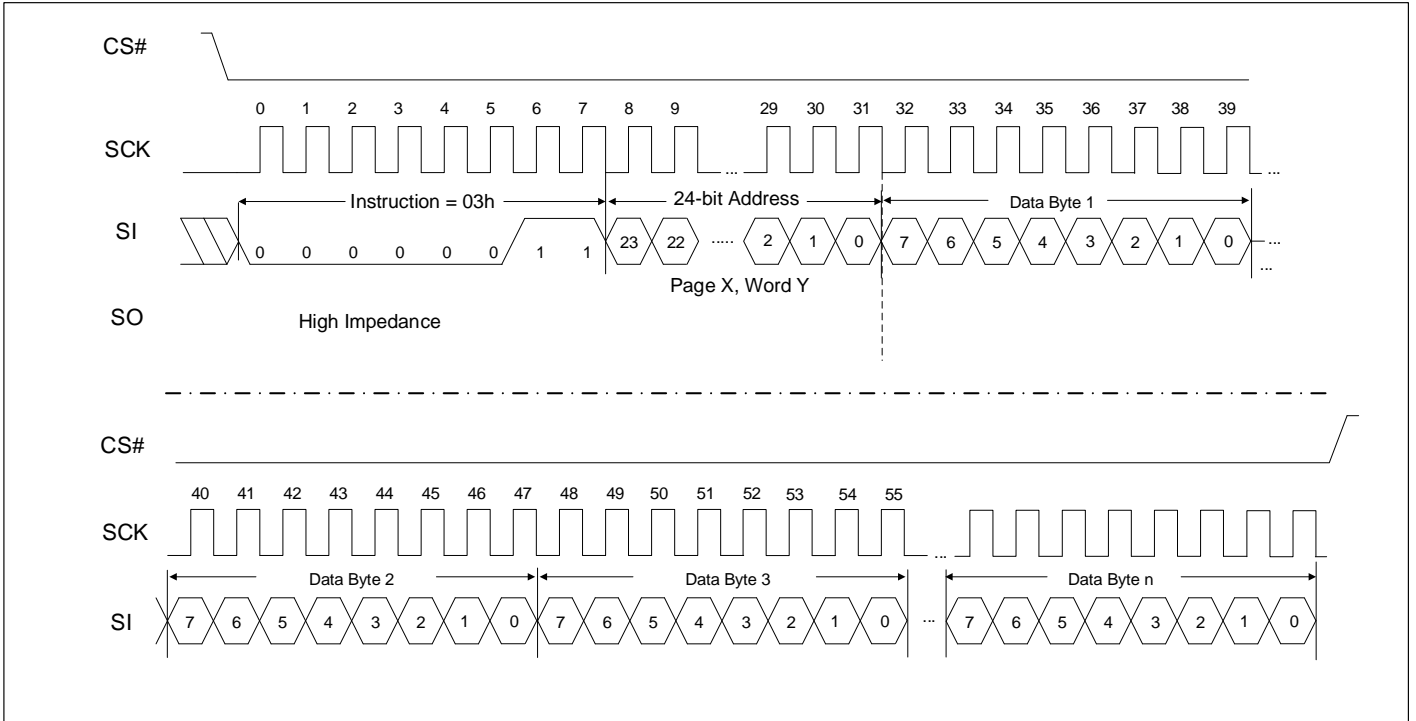 CS#
0 1 2 3 4 5 6 7 8 9 29 30 31 32 33 34 35 36 37 38 39
SCK ... ...
Instruction = 03h 24-bit Address Data Byte 1
SI 0 0 0 0 0 0 1 1 23 22 ..... 2 1 0 7 6 5 4 3 2 1 0 ...
...
Page X, Word Y
SO High Impedance
CS#
40 41 42 43 44 45 46 47 48 49 50 51 52 53 54 55
SCK ...
Data Byte 2 Data Byte 3 Data Byte n
SI 7 6 5 4 3 2 1 0 7 6 5 4 3 2 1 0 ... 7 6 5 4 3 2 1 0